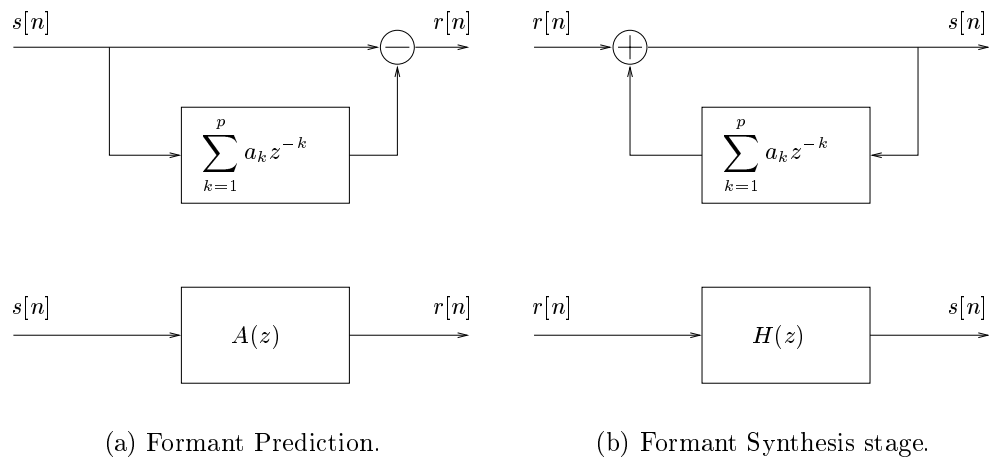 s[n] r[n] r[n] s[n]
− +
p p
∑ a_k z^{-k} ∑ a_k z^{-k}
k=1 k=1
s[n] r[n] r[n] s[n]
A(z) H(z)
(a) Formant Prediction. (b) Formant Synthesis stage.